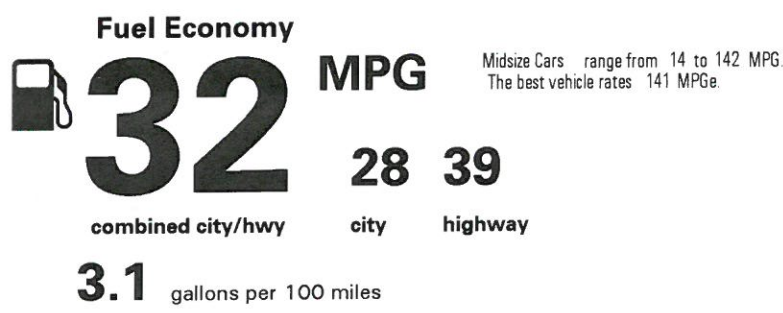 Fuel Economy
32 MPG
Midsize Cars range from 14 to 142 MPG.
The best vehicle rates 141 MPGe.
28 39
combined city/hwy city highway
3.1 gallons per 100 miles